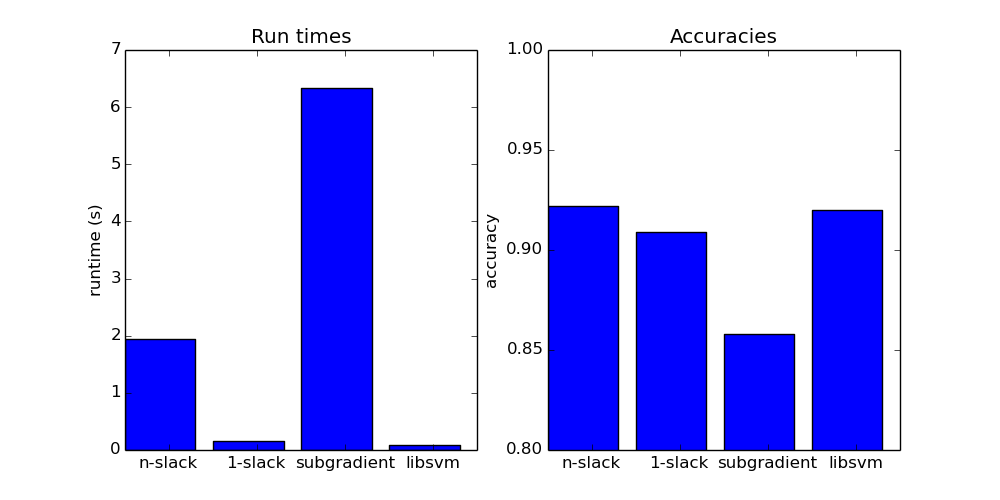 Run times
7
6
5
4
3
2
1
0
runtime (s)
n-slack 1-slack subgradient libsvm
Accuracies
1.00
0.95
0.90
0.85
0.80
accuracy
n-slack 1-slack subgradient libsvm